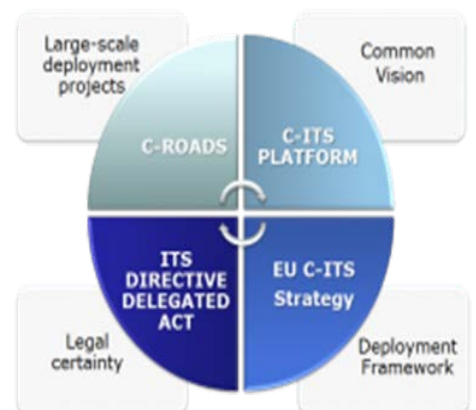 Large-scale
deployment
projects
Common
Vision
C-ROADS
C-ITS
PLATFORM
ITS
DIRECTIVE
DELEGATED
ACT
EU C-ITS
Strategy
Legal
certainty
Deployment
Framework